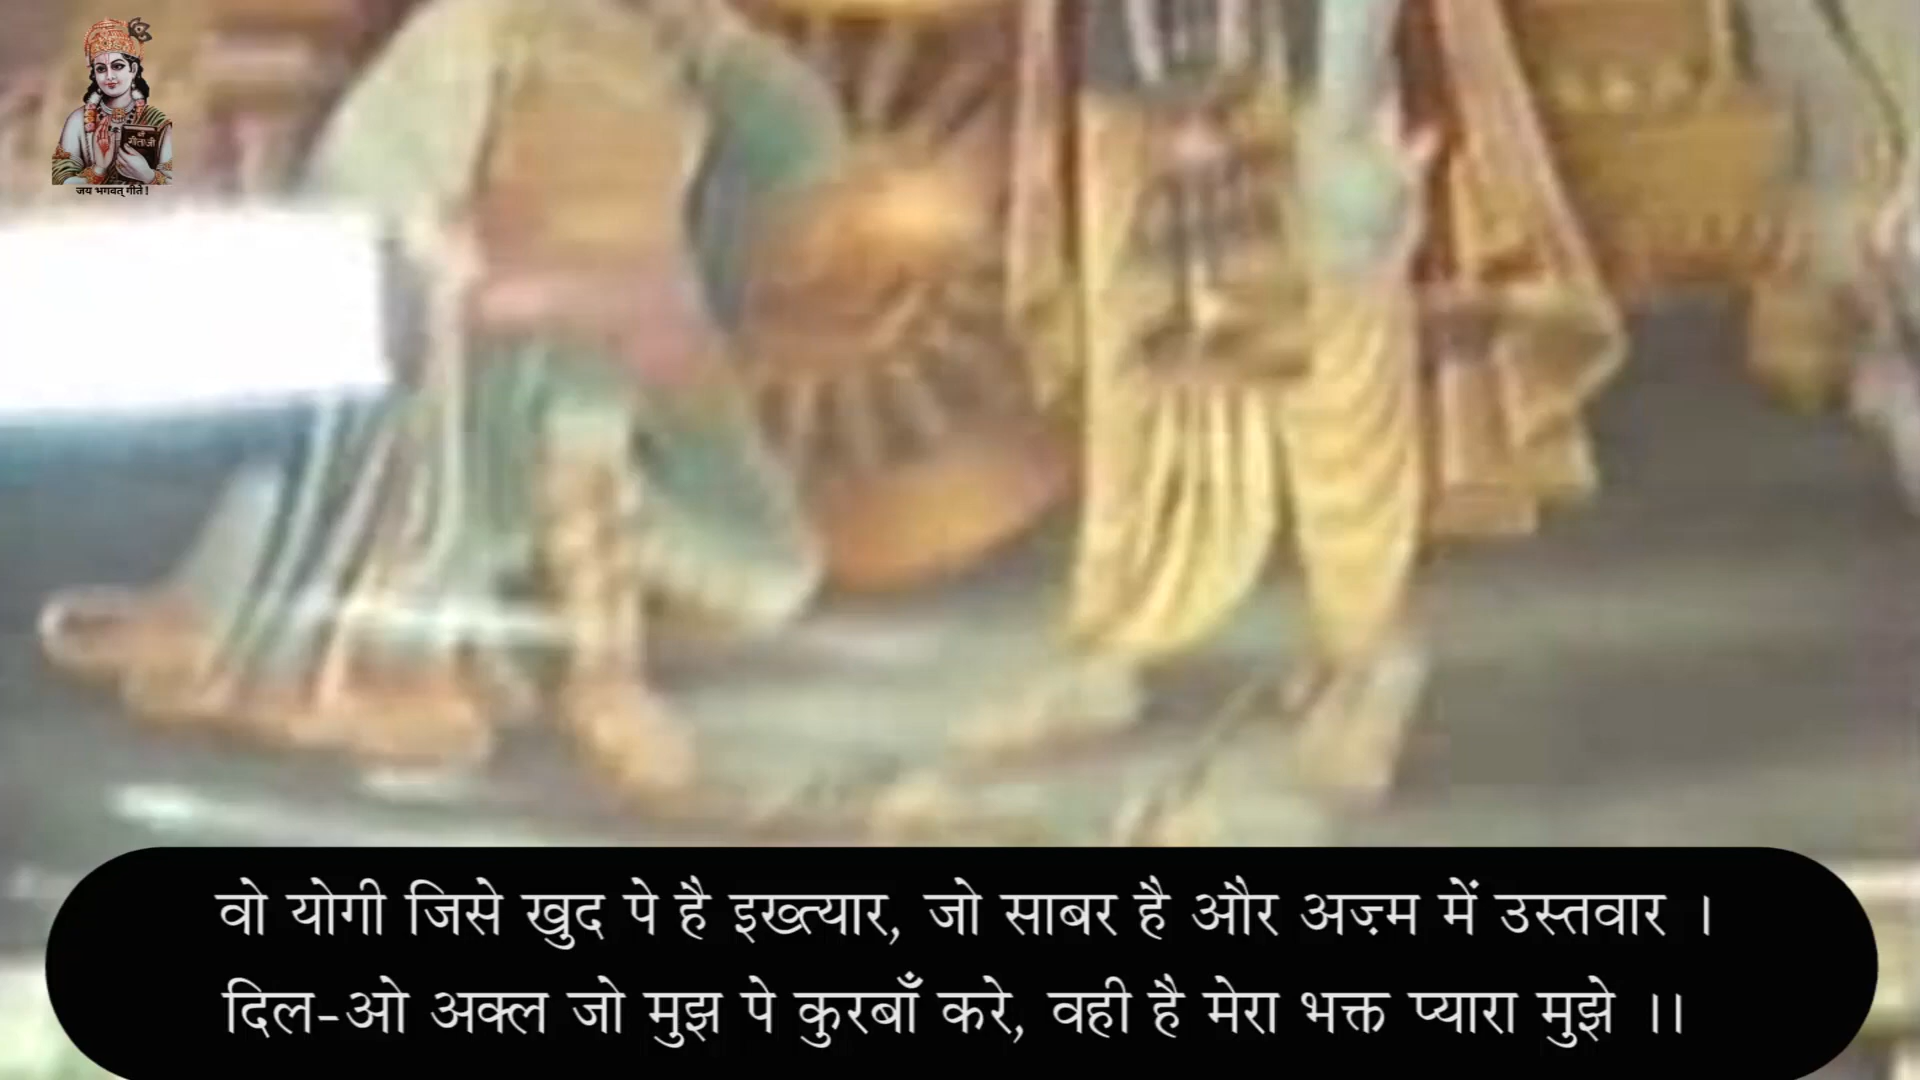 श्री
गीताजी
जय भगवत् गीते !
वो योगी जिसे खुद पे है इख्त्यार, जो साबर है और अज़्म में उस्तवार ।
दिल-ओ अक्ल जो मुझ पे कुरबाँ करे, वही है मेरा भक्त प्यारा मुझे ।।